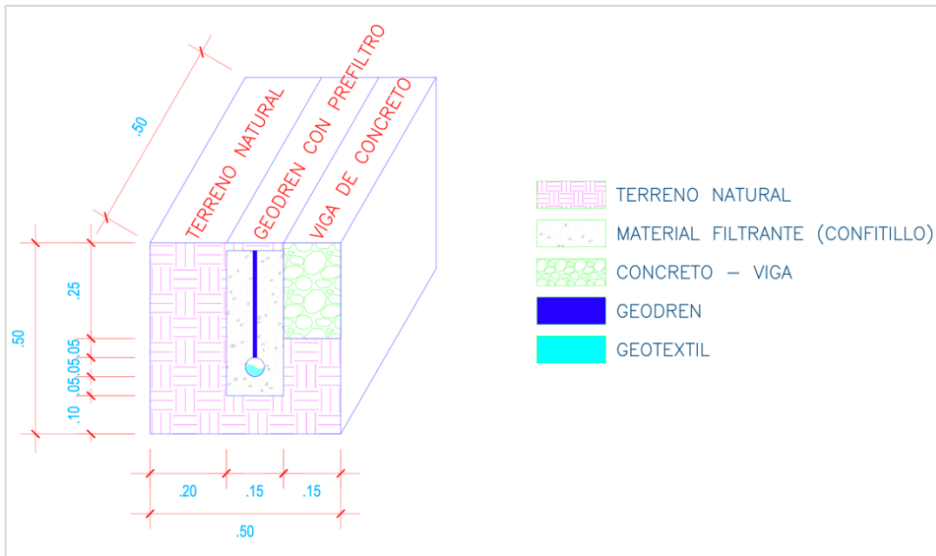 .50
TERRENO NATURAL
GEODREN CON PREFILTRO
VIGA DE CONCRETO
.50
.25
.05
.05
.05
.10
.20
.15
.15
.50
TERRENO NATURAL
MATERIAL FILTRANTE (CONFITILLO)
CONCRETO – VIGA
GEODREN
GEOTEXTIL